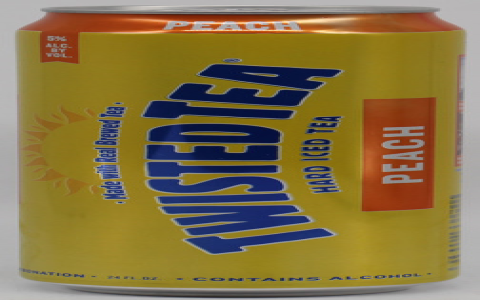 PEACH
5%
ALC.
BY
VOL.
TWISTED TEA®
HARD ICED TEA
• Made with Real Brewed Tea •
PEACH
24 FL OZ. • CONTAINS ALCOHOL •